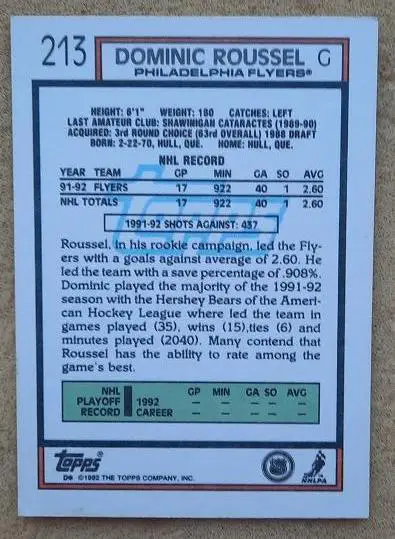 213 DOMINIC ROUSSEL G
PHILADELPHIA FLYERS®
HEIGHT: 6'1" WEIGHT: 180 CATCHES: LEFT
LAST AMATEUR CLUB: SHAWINIGAN CATARACTES (1989-90)
ACQUIRED: 3rd ROUND CHOICE (63rd OVERALL) 1988 DRAFT
BORN: 2-22-70, HULL, QUE. HOME: HULL, QUE.
NHL RECORD
YEAR TEAM GP MIN GA SO AVG
91-92 FLYERS 17 922 40 1 2.60
NHL TOTALS 17 922 40 1 2.60
1991-92 SHOTS AGAINST: 437
Roussel, in his rookie campaign, led the Fly-
ers with a goals against average of 2.60. He
led the team with a save percentage of .908%.
Dominic played the majority of the 1991-92
season with the Hershey Bears of the Ameri-
can Hockey League where led the team in
games played (35), wins (15),ties (6) and
minutes played (2040). Many contend that
Roussel has the ability to rate among the
game's best.
NHL GP MIN GA SO AVG
PLAYOFF 1992 — — — — —
RECORD CAREER — — — — —
topps
D* ©1992 THE TOPPS COMPANY, INC.
NHLPA